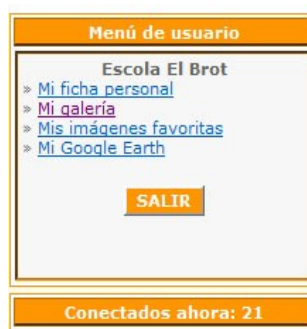 Menú de usuario
Escola El Brot
» Mi ficha personal
» Mi galería
» Mis imágenes favoritas
» Mi Google Earth
SALIR
Conectados ahora: 21